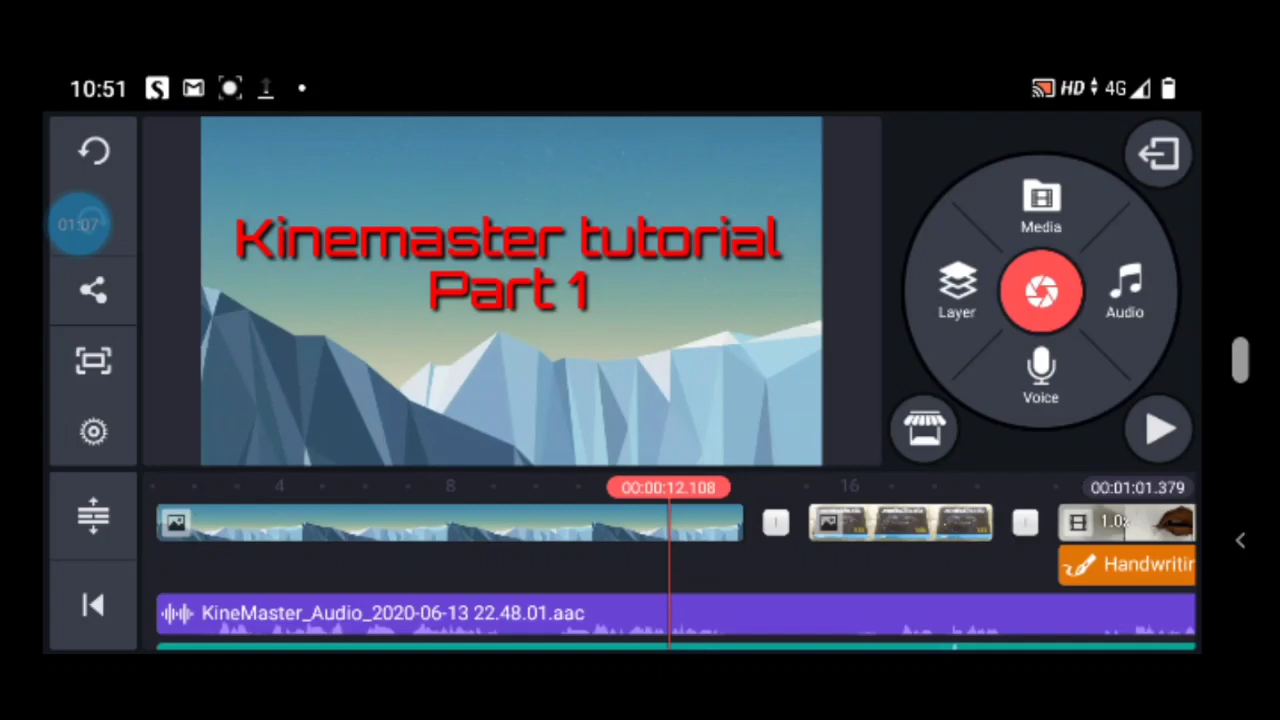 10:51
HD 4G
01:07
Kinemaster tutorial
Part 1
Media
Layer
Audio
Voice
4
8
00:00:12.108
16
00:01:01.379
1.0x
Handwritin
KineMaster_Audio_2020-06-13 22.48.01.aac